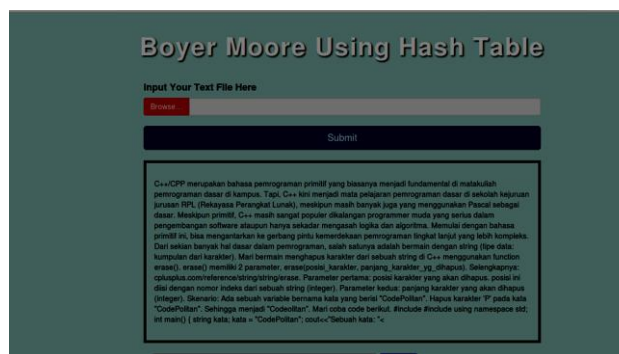 Boyer Moore Using Hash Table
Input Your Text File Here
Browse...
Submit
C++/CPP merupakan bahasa pemrograman primitif yang biasanya menjadi fundamental di matakuliah
pemrograman dasar di kampus. Tapi, C++ kini menjadi mata pelajaran pemrograman dasar di sekolah kejuruan
jurusan RPL (Rekayasa Perangkat Lunak), meskipun masih banyak juga yang menggunakan Pascal sebagai
dasar. Meskipun primitif, C++ masih sangat populer dikalangan programmer muda yang serius dalam
pengembangan software ataupun hanya sekadar mengasah logika dan algoritma. Memulai dengan bahasa
primitif ini, bisa mengantarkan ke gerbang pintu kemerdekaan pemrograman tingkat lanjut yang lebih kompleks.
Dari sekian banyak hal dasar dalam pemrograman, salah satunya adalah bermain dengan string (tipe data:
kumpulan dari karakter). Mari bermain menghapus karakter dari sebuah string di C++ menggunakan function
erase(). erase() memiliki 2 parameter, erase(posisi_karakter, panjang_karakter_yg_dihapus). Selengkapnya:
cplusplus.com/reference/string/string/erase. Parameter pertama: posisi karakter yang akan dihapus. posisi ini
diisi dengan nomor indeks dari sebuah string (integer). Parameter kedua: panjang karakter yang akan dihapus
(integer). Skenario: Ada sebuah variable bernama kata yang berisi "CodePolitan". Hapus karakter 'P' pada kata
"CodePolitan". Sehingga menjadi "Codeolitan". Mari coba code berikut. #include #include using namespace std;
int main() { string kata; kata = "CodePolitan"; cout<<"Sebuah kata: "<